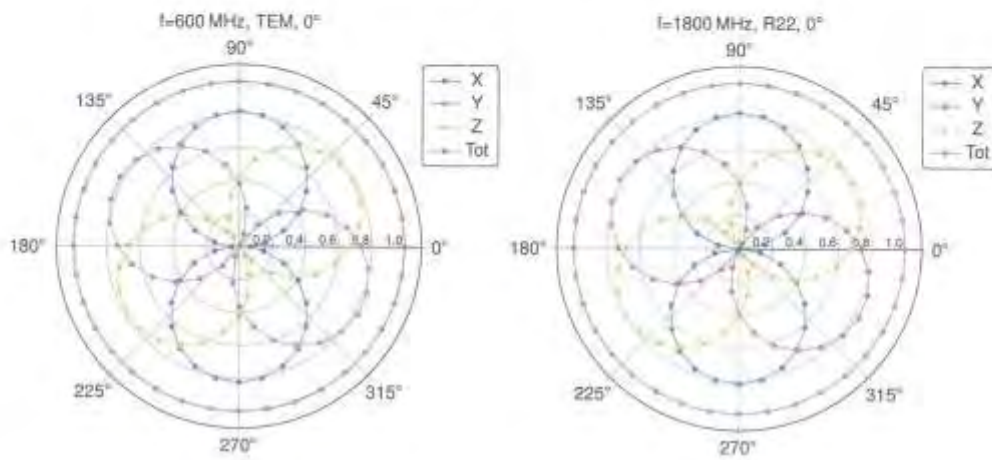 f=600 MHz, TEM, 0°
90°
135°
45°
180°
0°
0.2 0.4 0.6 0.8 1.0
225°
315°
270°
X
Y
Z
Tot
f=1800 MHz, R22, 0°
90°
135°
45°
180°
0°
0.2 0.4 0.6 0.8 1.0
225°
315°
270°
X
Y
Z
Tot